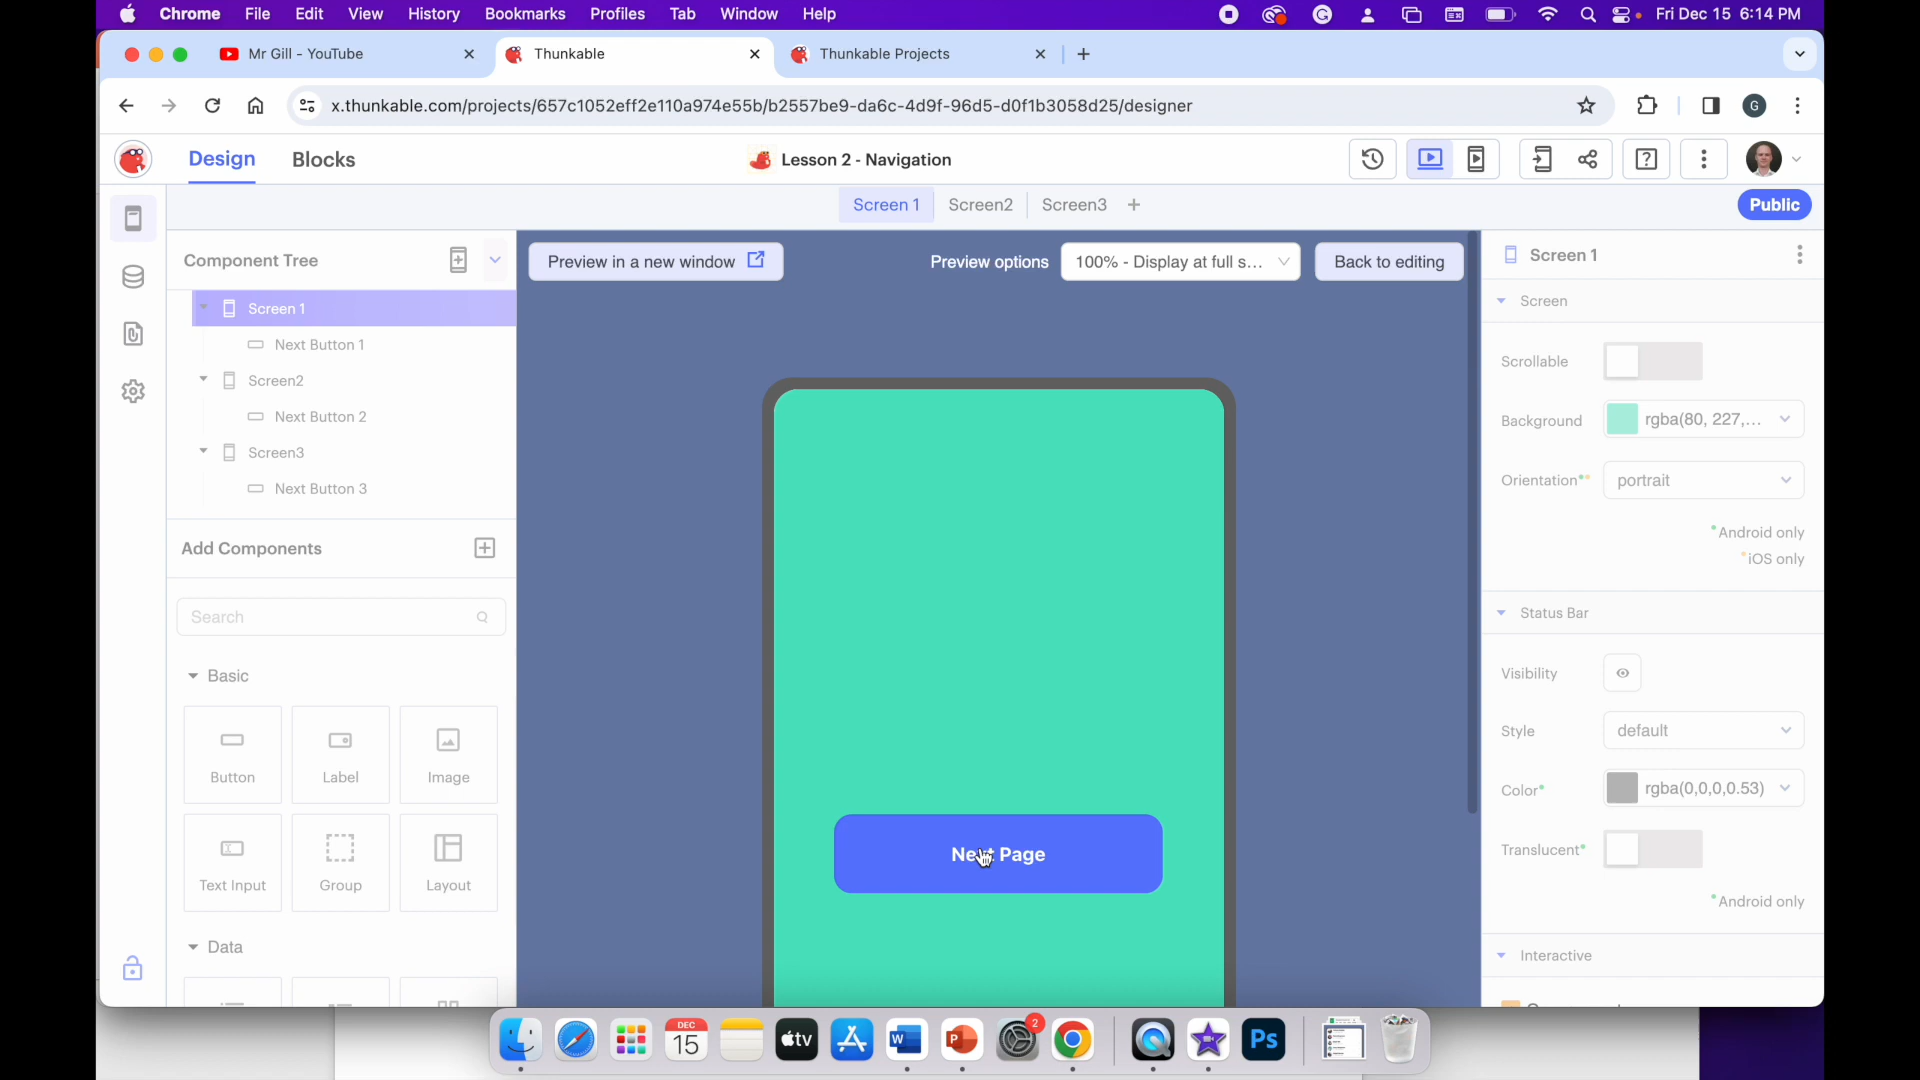 Chrome File Edit View History Bookmarks Profiles Tab Window Help Fri Dec 15 6:14 PM
Mr Gill - YouTube Thunkable Thunkable Projects
x.thunkable.com/projects/657c1052eff2e110a974e55b/b2557be9-da6c-4d9f-96d5-d0f1b3058d25/designer G
Design Blocks Lesson 2 - Navigation
Screen 1 Screen2 Screen3 + Public
Component Tree Preview in a new window Preview options 100% - Display at full s... Back to editing Screen 1
Screen
Screen 1
Next Button 1
Scrollable
Screen2
Next Button 2
Background rgba(80, 227,...
Screen3
Next Button 3
Orientation** portrait
*Android only
*iOS only
Add Components
Search
Status Bar
Basic
Visibility
Style default
Button Label Image
Color* rgba(0,0,0,0.53)
Next Page
Translucent*
Text Input Group Layout
*Android only
Data
Interactive
DEC
15
tv
W
P
2
Ps